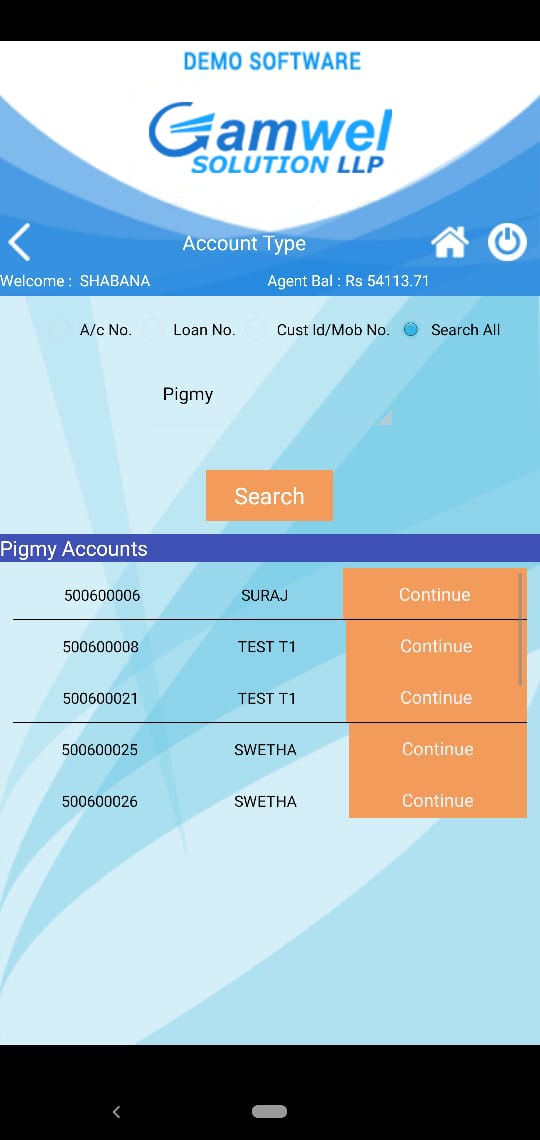 DEMO SOFTWARE
Gamwel
SOLUTION LLP
Account Type
Welcome : SHABANA Agent Bal : Rs 54113.71
A/c No. Loan No. Cust Id/Mob No. Search All
Pigmy
Search
Pigmy Accounts
500600006 SURAJ Continue
500600008 TEST T1 Continue
500600021 TEST T1 Continue
500600025 SWETHA Continue
500600026 SWETHA Continue